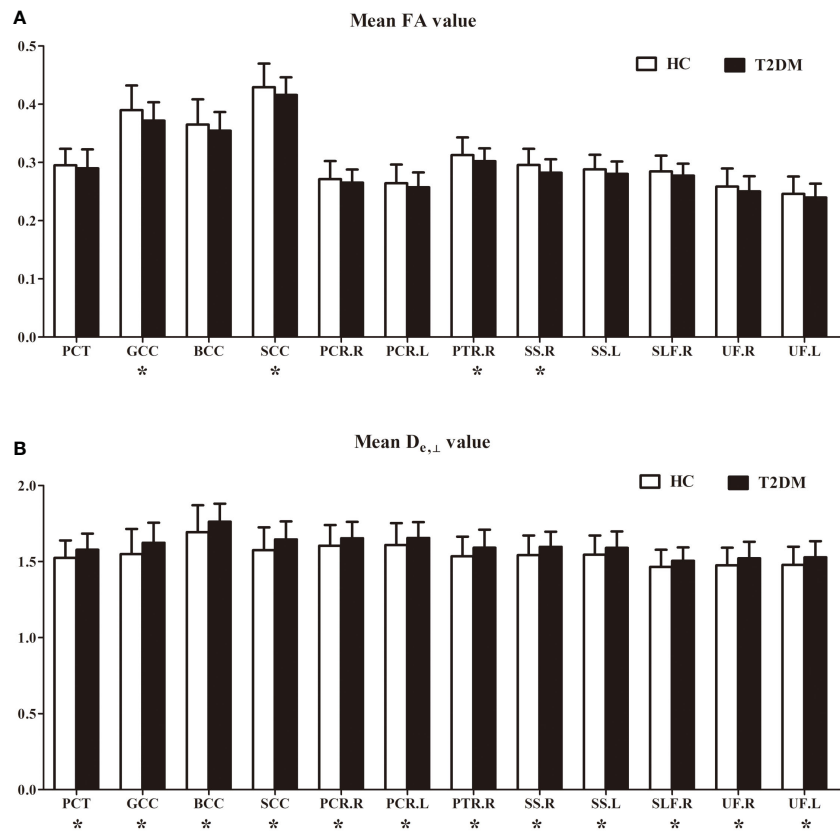 A
Mean FA value
0.5
HC T2DM
0.4
0.3
0.2
0.1
0.0
PCT GCC BCC SCC PCR.R PCR.L PTR.R SS.R SS.L SLF.R UF.R UF.L
* * * *
B
Mean De,⊥ value
2.0
HC T2DM
1.5
1.0
0.5
0.0
PCT GCC BCC SCC PCR.R PCR.L PTR.R SS.R SS.L SLF.R UF.R UF.L
* * * * * * * * * * * *